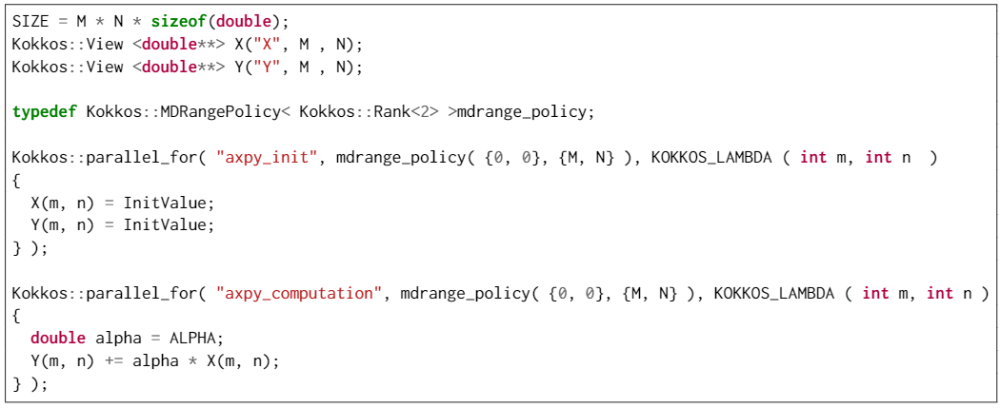 SIZE = M * N * sizeof(double);
Kokkos::View <double**> X("X", M , N);
Kokkos::View <double**> Y("Y", M , N);

typedef Kokkos::MDRangePolicy< Kokkos::Rank<2> >mdrange_policy;

Kokkos::parallel_for( "axpy_init", mdrange_policy( {0, 0}, {M, N} ), KOKKOS_LAMBDA ( int m, int n  )
{
  X(m, n) = InitValue;
  Y(m, n) = InitValue;
} );

Kokkos::parallel_for( "axpy_computation", mdrange_policy( {0, 0}, {M, N} ), KOKKOS_LAMBDA ( int m, int n )
{
  double alpha = ALPHA;
  Y(m, n) += alpha * X(m, n);
} );